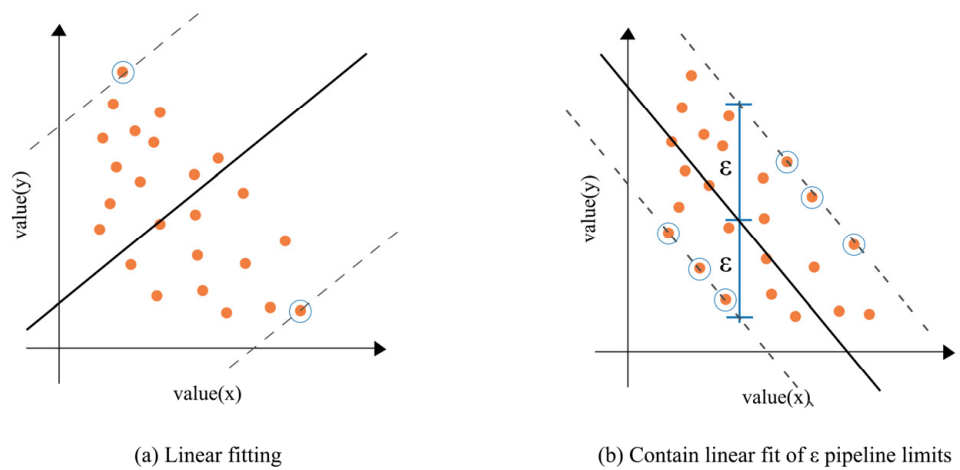 value(y)
value(x)
(a) Linear fitting
value(y)
ε
ε
value(x)
(b) Contain linear fit of ε pipeline limits